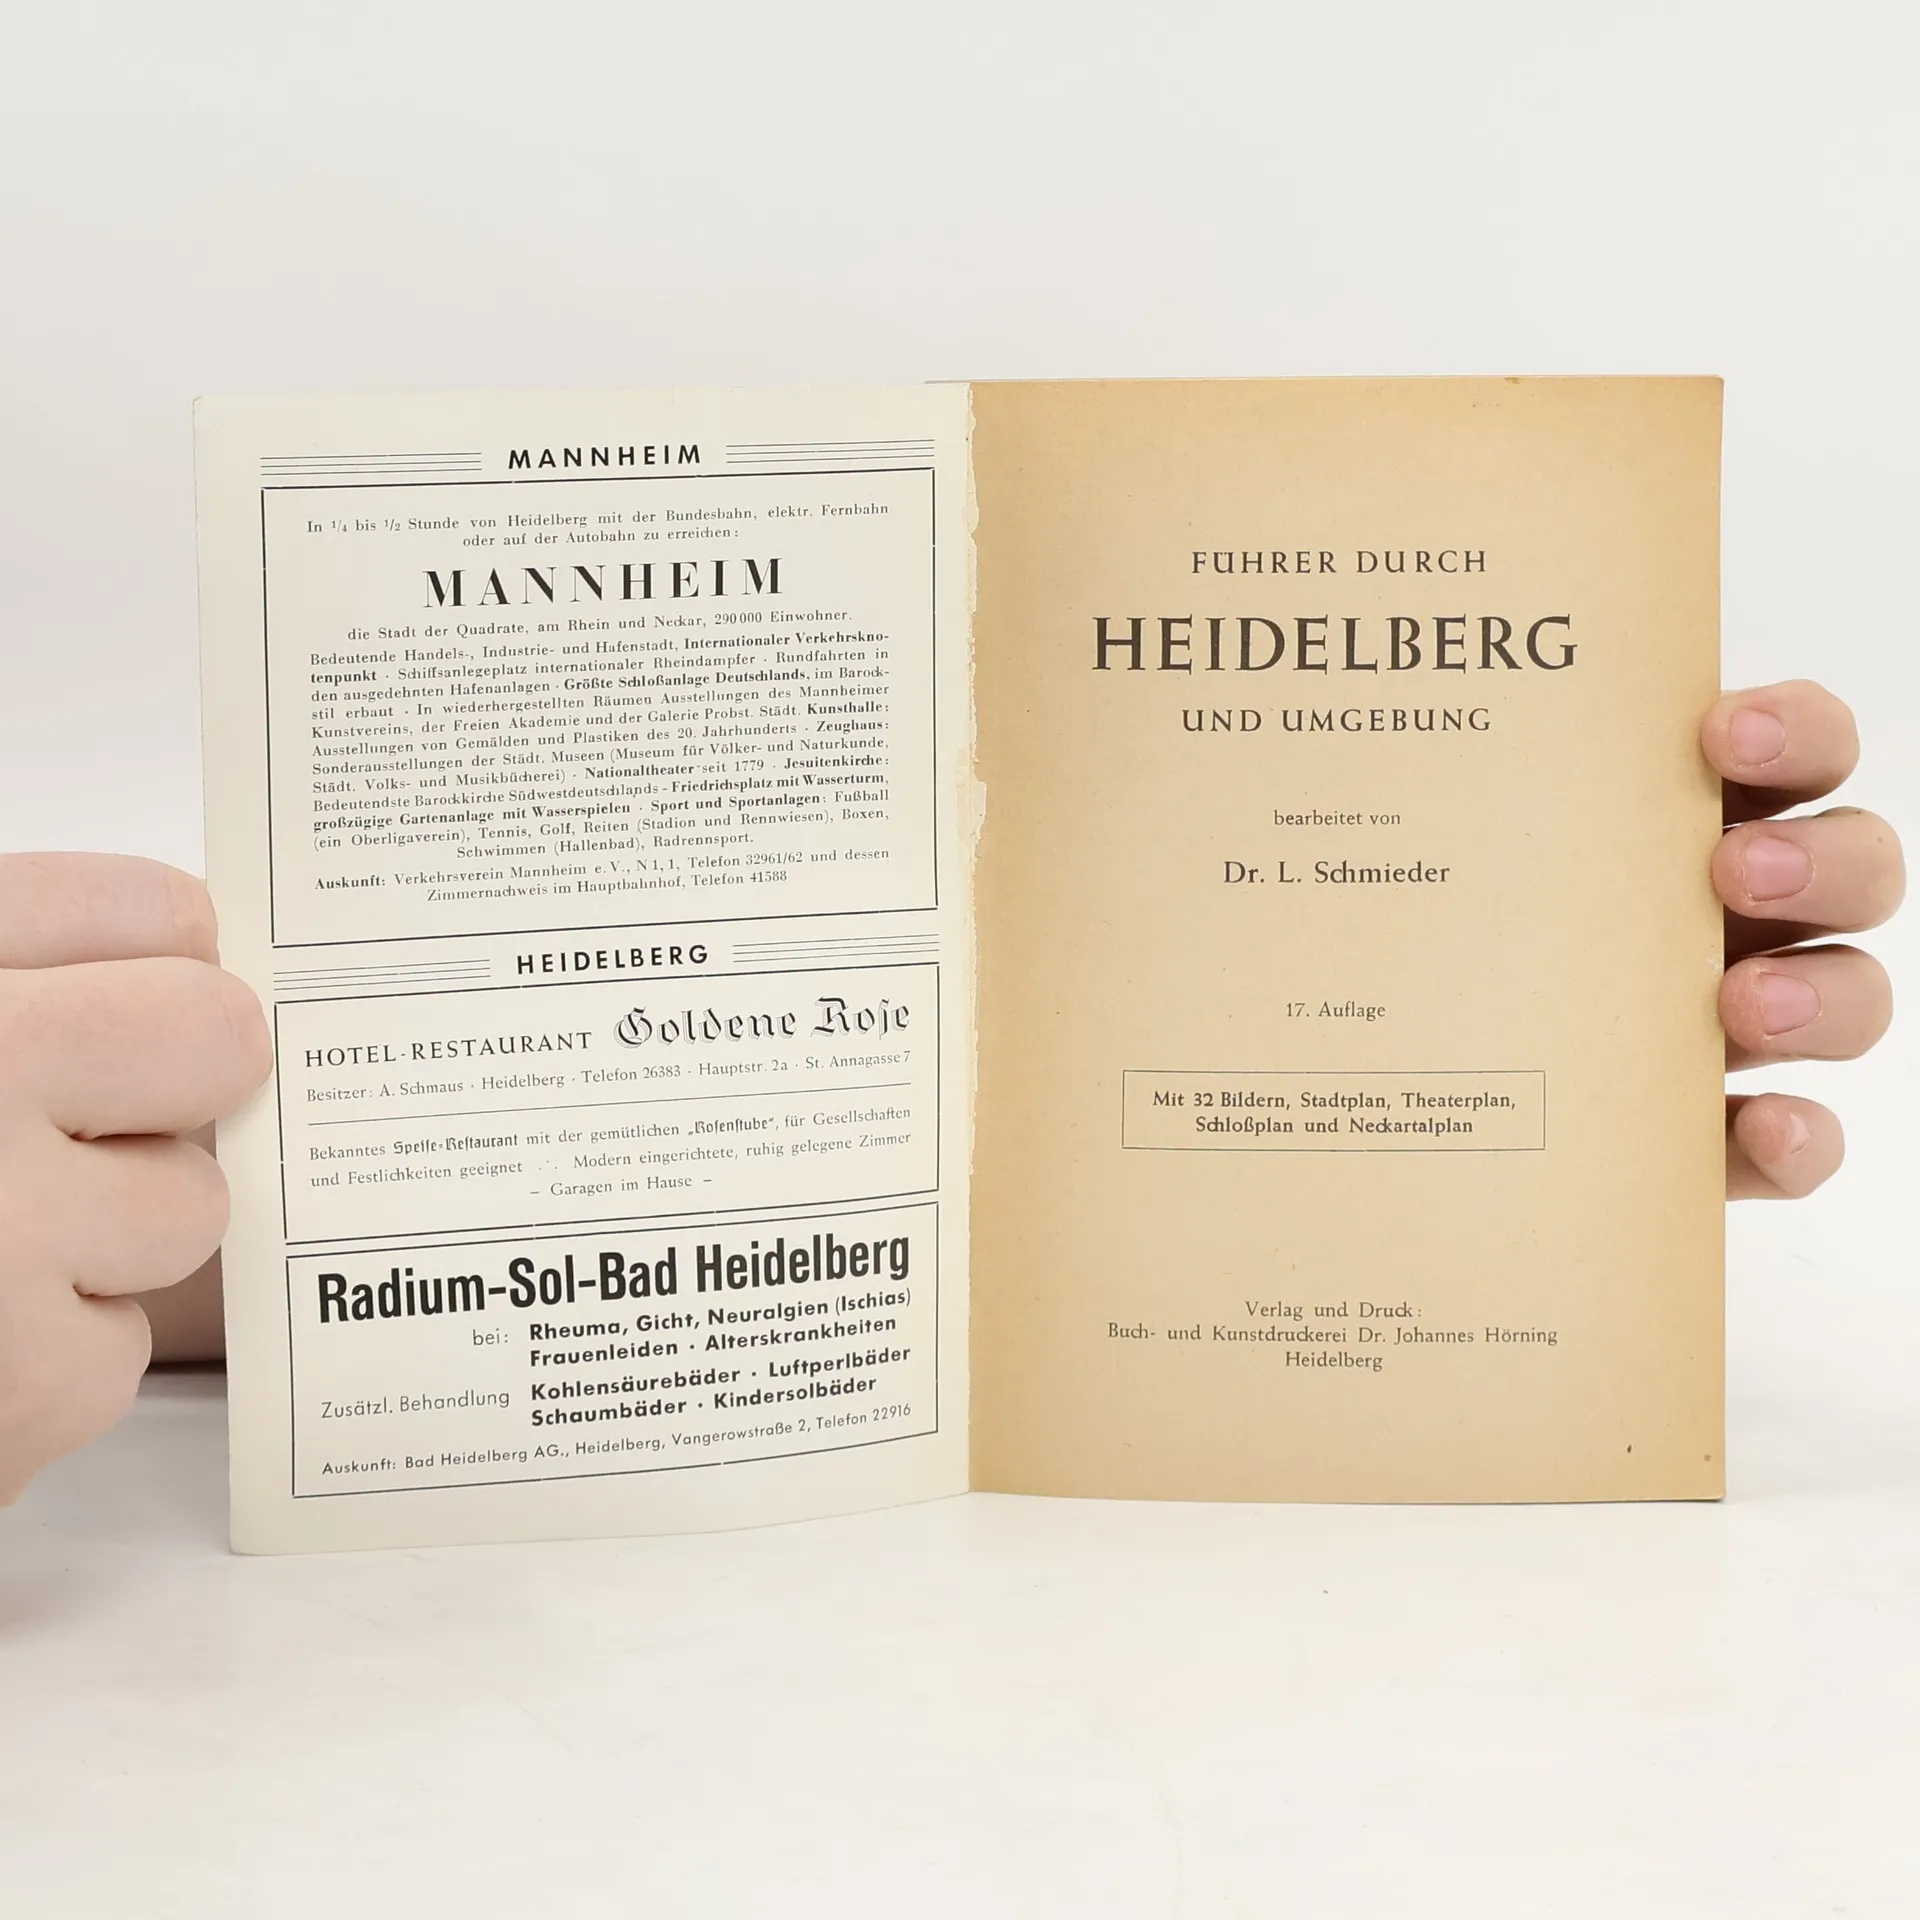 MANNHEIM
In 1/4 bis 1/2 Stunde von Heidelberg mit der Bundesbahn, elektr. Fernbahn
oder auf der Autobahn zu erreichen:
MANNHEIM
die Stadt der Quadrate, am Rhein und Neckar, 290 000 Einwohner.
Bedeutende Handels-, Industrie- und Hafenstadt, Internationaler Verkehrskno-
tenpunkt · Schiffsanlegeplatz internationaler Rheindampfer · Rundfahrten in
den ausgedehnten Hafenanlagen · Größte Schloßanlage Deutschlands, im Barock-
stil erbaut · In wiederhergestellten Räumen Ausstellungen des Mannheimer
Kunstvereins, der Freien Akademie und der Galerie Probst. Städt. Kunsthalle:
Ausstellungen von Gemälden und Plastiken des 20. Jahrhunderts · Zeughaus:
Sonderausstellungen der Städt. Museen (Museum für Völker- und Naturkunde,
Städt. Volks- und Musikbücherei) · Nationaltheater seit 1779 · Jesuitenkirche:
Bedeutendste Barockkirche Südwestdeutschlands - Friedrichsplatz mit Wasserturm,
großzügige Gartenanlage mit Wasserspielen · Sport und Sportanlagen: Fußball
(ein Oberligaverein), Tennis, Golf, Reiten (Stadion und Rennwiesen), Boxen,
Schwimmen (Hallenbad), Radrennsport.
Auskunft: Verkehrsverein Mannheim e. V., N 1, 1, Telefon 32961/62 und dessen
Zimmernachweis im Hauptbahnhof, Telefon 41588
HEIDELBERG
HOTEL-RESTAURANT Goldene Rose
Besitzer: A. Schmaus · Heidelberg · Telefon 26383 · Hauptstr. 2a · St. Annagasse 7
Bekanntes Speise-Restaurant mit der gemütlichen „Rosenstube“, für Gesellschaften
und Festlichkeiten geeignet .·. Modern eingerichtete, ruhig gelegene Zimmer
– Garagen im Hause –
Radium-Sol-Bad Heidelberg
bei: Rheuma, Gicht, Neuralgien (Ischias)
Frauenleiden · Alterskrankheiten
Zusätzl. Behandlung Kohlensäurebäder · Luftperlbäder
Schaumbäder · Kindersolbäder
Auskunft: Bad Heidelberg AG., Heidelberg, Vangerowstraße 2, Telefon 22916
FÜHRER DURCH
HEIDELBERG
UND UMGEBUNG
bearbeitet von
Dr. L. Schmieder
17. Auflage
Mit 32 Bildern, Stadtplan, Theaterplan,
Schloßplan und Neckartalplan
Verlag und Druck:
Buch- und Kunstdruckerei Dr. Johannes Hörning
Heidelberg